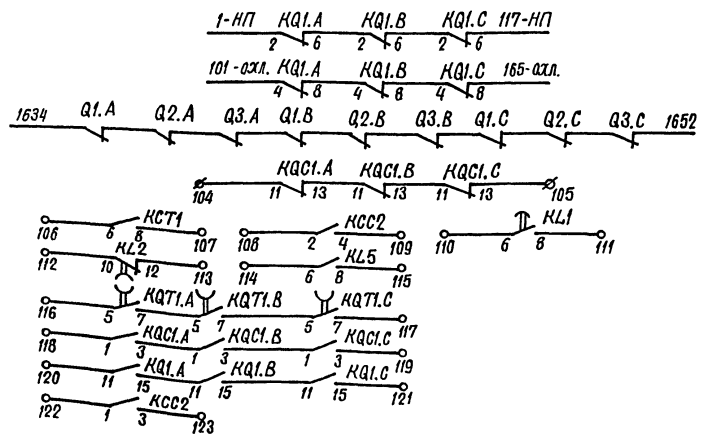 1-НП KQ1.A KQ1.B KQ1.C 117-НП
2 6 2 6 2 6
101-охл. KQ1.A KQ1.B KQ1.C 165-охл.
4 8 4 8 4 8
1634 Q1.A Q2.A Q3.A Q1.B Q2.B Q3.B Q1.C Q2.C Q3.C 1652
KQC1.A KQC1.B KQC1.C
104 11 13 11 13 11 13 105
KCT1 KCC2 KL1
106 6 8 107 108 2 4 109 110 6 8 111
KL2 KL5
112 10 12 113 114 6 8 115
KQT1.A KQT1.B KQT1.C
116 5 7 5 7 5 7 117
KQC1.A KQC1.B KQC1.C
118 1 3 1 3 1 3 119
KQ1.A KQ1.B KQ1.C
120 11 15 11 15 11 15 121
KCC2
122 1 3 123